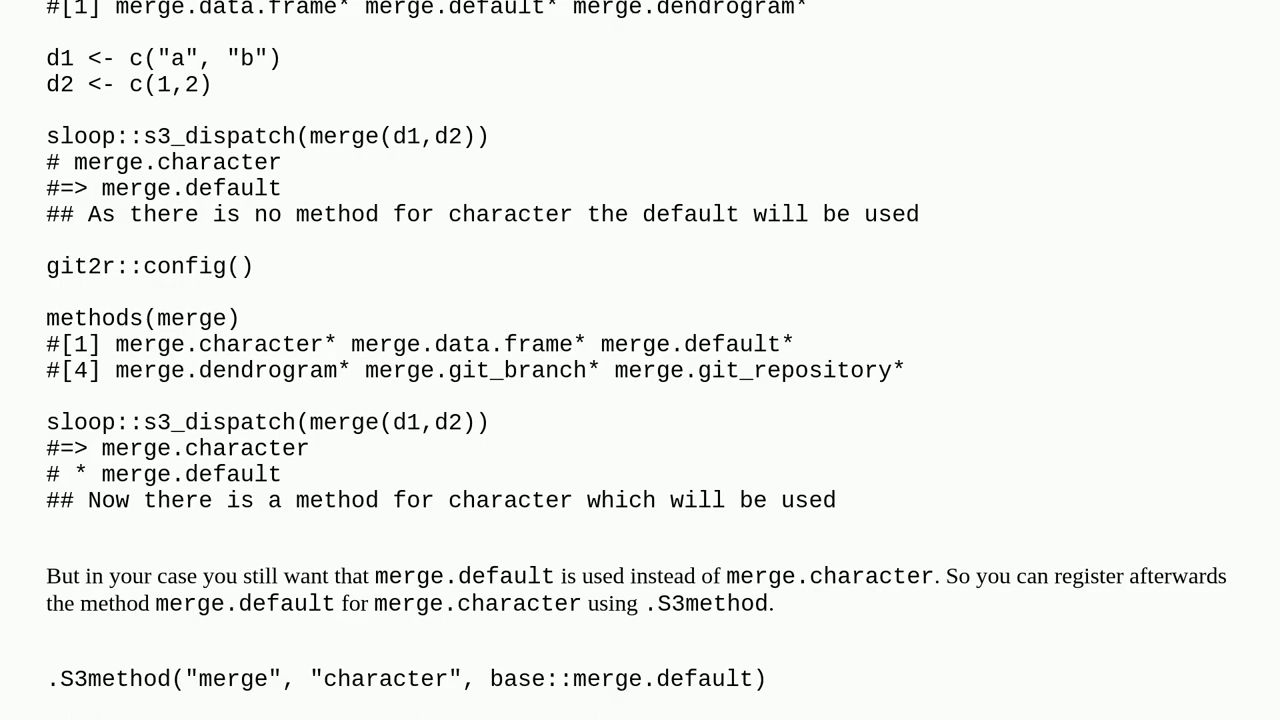 #[1] merge.data.frame* merge.default* merge.dendrogram*
d1 <- c("a", "b")
d2 <- c(1,2)
sloop::s3_dispatch(merge(d1,d2))
# merge.character
#=> merge.default
## As there is no method for character the default will be used
git2r::config()
methods(merge)
#[1] merge.character* merge.data.frame* merge.default*
#[4] merge.dendrogram* merge.git_branch* merge.git_repository*
sloop::s3_dispatch(merge(d1,d2))
#=> merge.character
# * merge.default
## Now there is a method for character which will be used
But in your case you still want that merge.default is used instead of merge.character. So you can register afterwards
the method merge.default for merge.character using .S3method.
.S3method("merge", "character", base::merge.default)